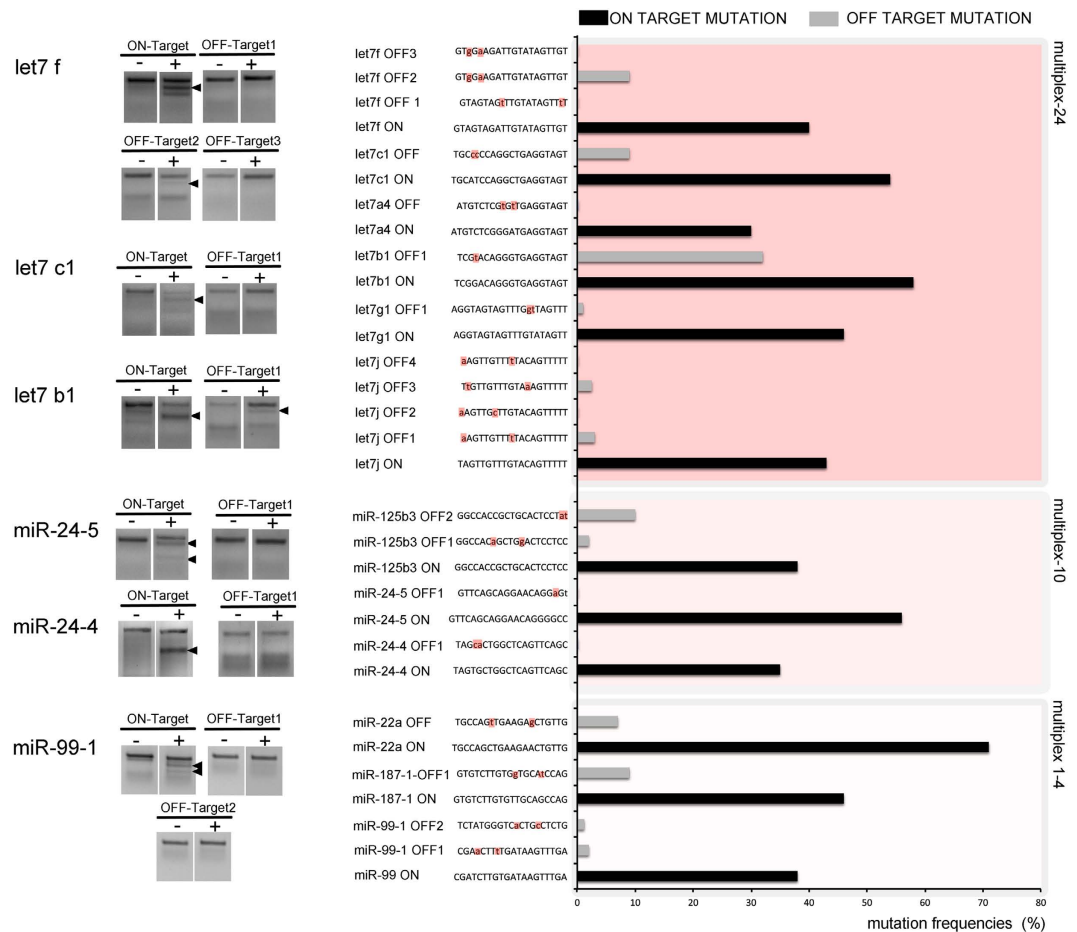 ON TARGET MUTATION OFF TARGET MUTATION
let7 f
ON-Target OFF-Target1
- + - +
OFF-Target2 OFF-Target3
- + - +
let7 c1
ON-Target OFF-Target1
- + - +
let7 b1
ON-Target OFF-Target1
- + - +
miR-24-5
ON-Target OFF-Target1
- + - +
miR-24-4
ON-Target OFF-Target1
- + - +
miR-99-1
ON-Target OFF-Target1
- + - +
OFF-Target2
- +
let7f OFF3 GTgGaAGATTGTATAGTTGT
let7f OFF2 GTgGaAGATTGTATAGTTGT
let7f OFF 1 GTAGTAGtTTGTATAGTTtT
let7f ON GTAGTAGATTGTATAGTTGT
let7c1 OFF TGCccCCAGGCTGAGGTAGT
let7c1 ON TGCATCCAGGCTGAGGTAGT
let7a4 OFF ATGTCTCGtGtTGAGGTAGT
let7a4 ON ATGTCTCGGGATGAGGTAGT
let7b1 OFF1 TCGtACAGGGTGAGGTAGT
let7b1 ON TCGGACAGGGTGAGGTAGT
let7g1 OFF1 AGGTAGTAGTTTGgtTAGTTT
let7g1 ON AGGTAGTAGTTTGTATAGTT
let7j OFF4 aAGTTGTTTtTACAGTTTTT
let7j OFF3 TtGTTGTTTGTAaAGTTTTT
let7j OFF2 aAGTTGcTTGTACAGTTTTT
let7j OFF1 aAGTTGTTTtTACAGTTTTT
let7j ON TAGTTGTTTGTACAGTTTTT
multiplex-24
miR-125b3 OFF2 GGCCACCGCTGCACTCCTat
miR-125b3 OFF1 GGCCACaGCTGgACTCCTCC
miR-125b3 ON GGCCACCGCTGCACTCCTCC
miR-24-5 OFF1 GTTCAGCAGGAACAGGaGt
miR-24-5 ON GTTCAGCAGGAACAGGGGCC
miR-24-4 OFF1 TAGcaCTGGCTCAGTTCAGC
miR-24-4 ON TAGTGCTGGCTCAGTTCAGC
multiplex-10
miR-22a OFF TGCCAGtTGAAGAgCTGTTG
miR-22a ON TGCCAGCTGAAGAACTGTTG
miR-187-1-OFF1 GTGTCTTGTGgTGCAtCCAG
miR-187-1 ON GTGTCTTGTGTTGCAGCCAG
miR-99-1 OFF2 TCTATGGGTCaCTGcCTCTG
miR-99-1 OFF1 CGAaCTTtTGATAAGTTTGA
miR-99 ON CGATCTTGTGATAAGTTTGA
multiplex 1-4
0 10 20 30 40 50 60 70 80
mutation frequencies (%)